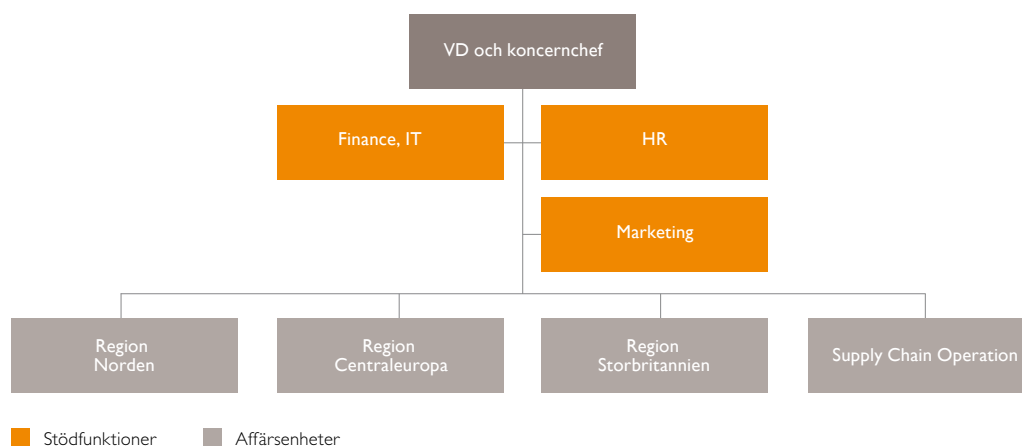 VD och koncernchef
Finance, IT
HR
Marketing
Region
Norden
Region
Centraleuropa
Region
Storbritannien
Supply Chain Operation
Stödfunktioner
Affärsenheter